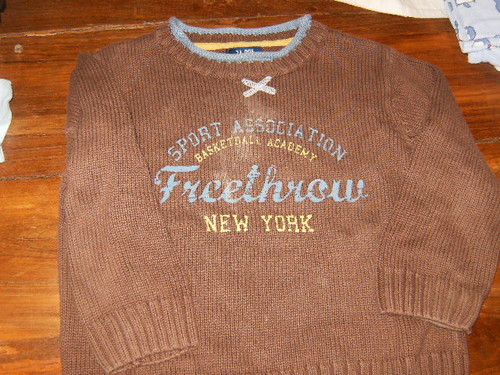 SPORT ASSOCIATION
BASKETBALL ACADEMY
Freethrow
NEW YORK